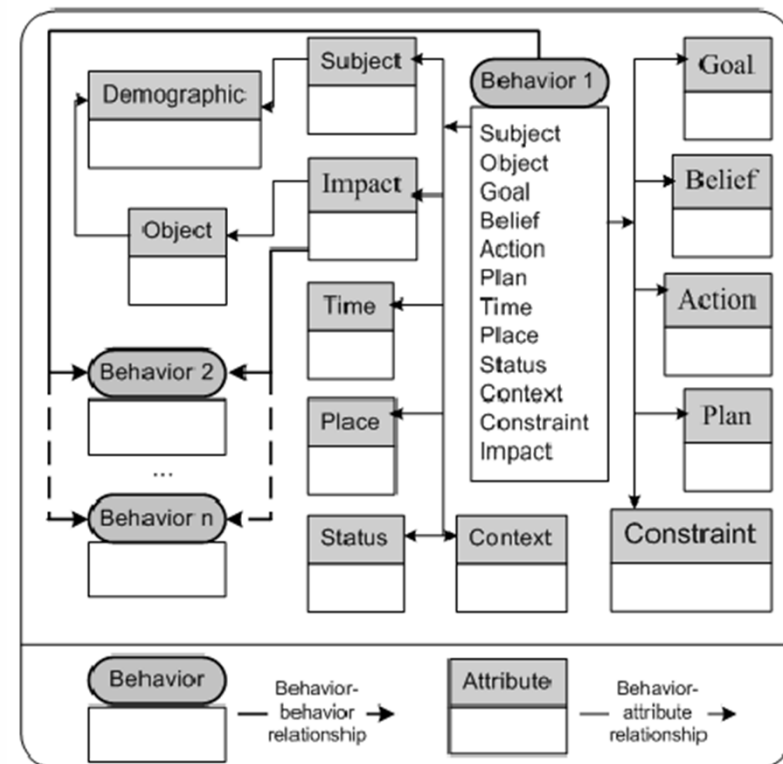 Subject
Behavior 1
Goal
Demographic
Subject
Object
Goal
Belief
Action
Plan
Time
Place
Status
Context
Constraint
Impact
Impact
Belief
Object
Time
Action
Behavior 2
Place
Plan
...
Behavior n
Status
Context
Constraint
Behavior
Behavior-
behavior
relationship
Attribute
Behavior-
attribute
relationship